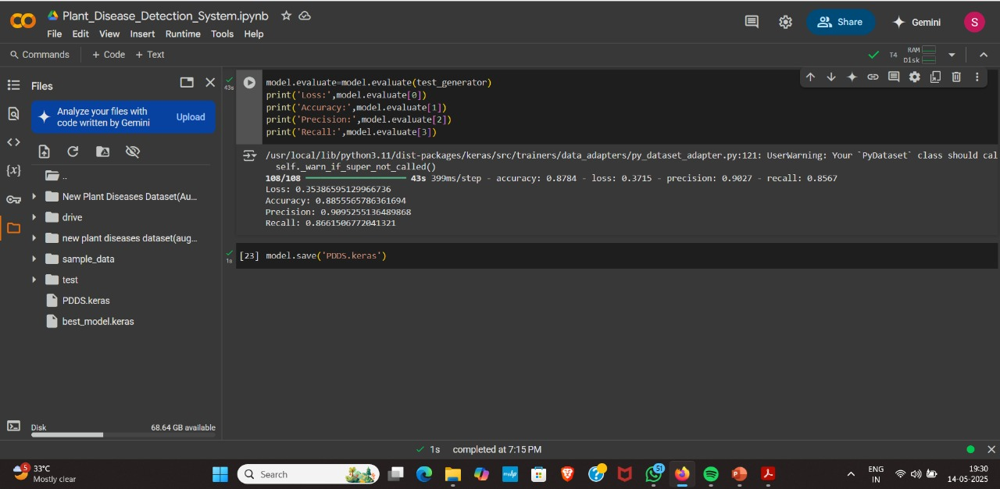 Plant_Disease_Detection_System.ipynb
File Edit View Insert Runtime Tools Help
Share
Gemini
S
Commands + Code + Text
T4 RAM Disk
Files
Analyze your files with code written by Gemini
Upload
{x}
..
New Plant Diseases Dataset(Au...
drive
new plant diseases dataset(aug...
sample_data
test
PDDS.keras
best_model.keras
Disk 68.64 GB available
43s
model.evaluate=model.evaluate(test_generator)
print('Loss:',model.evaluate[0])
print('Accuracy:',model.evaluate[1])
print('Precision:',model.evaluate[2])
print('Recall:',model.evaluate[3])
/usr/local/lib/python3.11/dist-packages/keras/src/trainers/data_adapters/py_dataset_adapter.py:121: UserWarning: Your `PyDataset` class should cal
self._warn_if_super_not_called()
108/108 43s 399ms/step - accuracy: 0.8784 - loss: 0.3715 - precision: 0.9027 - recall: 0.8567
Loss: 0.35386595129966736
Accuracy: 0.8855565786361694
Precision: 0.9095255136489868
Recall: 0.8661506772041321
1s
[23] model.save('PDDS.keras')
1s completed at 7:15 PM
5
33°C
Mostly clear
Search
myhp
51
P
ENG
IN
19:30
14-05-2025